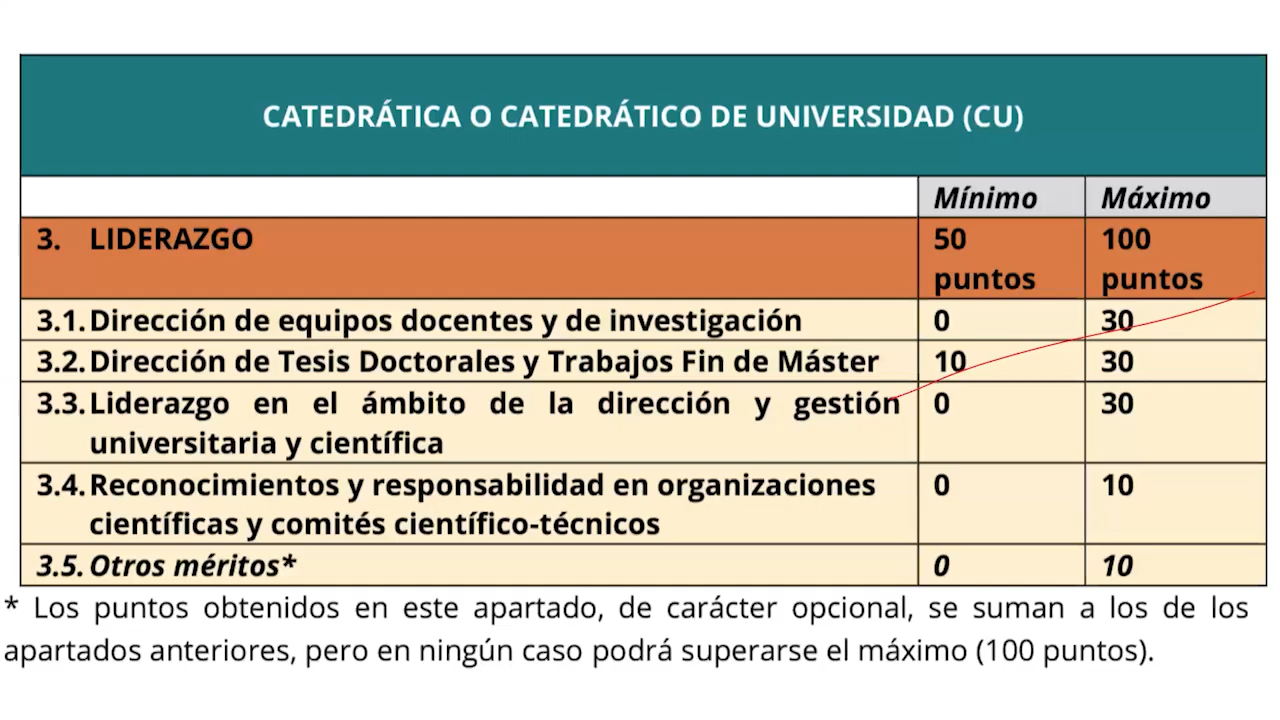 CATEDRÁTICA O CATEDRÁTICO DE UNIVERSIDAD (CU)
Mínimo Máximo
3. LIDERAZGO 50 puntos 100 puntos
3.1. Dirección de equipos docentes y de investigación 0 30
3.2. Dirección de Tesis Doctorales y Trabajos Fin de Máster 10 30
3.3. Liderazgo en el ámbito de la dirección y gestión 0 30
universitaria y científica
3.4. Reconocimientos y responsabilidad en organizaciones 0 10
científicas y comités científico-técnicos
3.5. Otros méritos* 0 10
* Los puntos obtenidos en este apartado, de carácter opcional, se suman a los de los
apartados anteriores, pero en ningún caso podrá superarse el máximo (100 puntos).